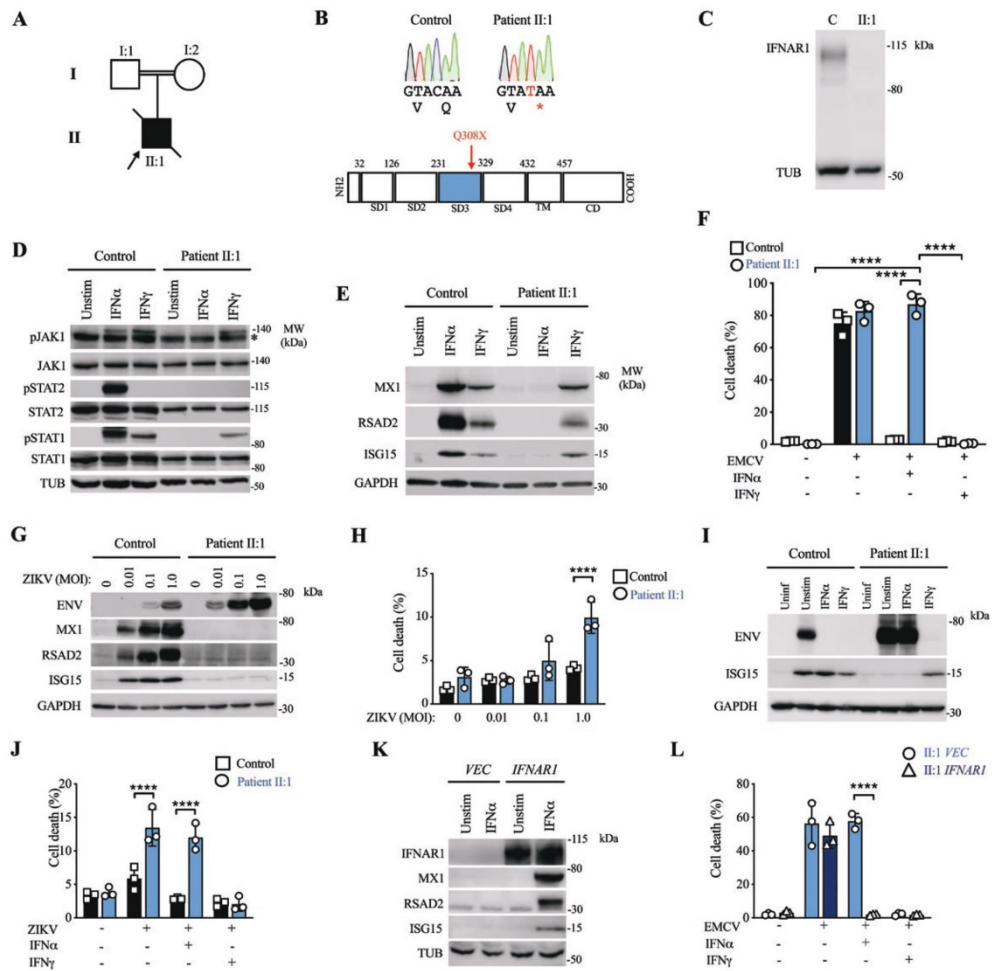 A
I:1
I:2
I
II
II:1
B
Control
Patient II:1
GTACAA
GTATAA
V
Q
V
*
Q308X
32
126
231
329
432
457
NH2
COOH
SD1
SD2
SD3
SD4
TM
CD
C
C
II:1
IFNAR1
-115
kDa
-80
TUB
-50
D
Control
Patient II:1
Unstim
IFNα
IFNγ
Unstim
IFNα
IFNγ
pJAK1
-140
MW
*
(kDa)
JAK1
-140
pSTAT2
-115
STAT2
-115
pSTAT1
-80
STAT1
-80
TUB
-50
E
Control
Patient II:1
Unstim
IFNα
IFNγ
Unstim
IFNα
IFNγ
MX1
-80
MW
(kDa)
RSAD2
-30
ISG15
-15
GAPDH
-30
F
Control
Patient II:1
****
****
****
Cell death (%)
100
80
60
40
20
0
EMCV
-
+
+
+
IFNα
-
-
+
-
IFNγ
-
-
-
+
G
Control
Patient II:1
ZIKV (MOI):
0
0.01
0.1
1.0
0
0.01
0.1
1.0
ENV
-80
kDa
MX1
-80
RSAD2
-30
ISG15
-15
GAPDH
-30
H
****
Control
Patient II:1
Cell death (%)
15
10
5
0
ZIKV (MOI)
0
0.01
0.1
1.0
I
Control
Patient II:1
Uninf
Unstim
IFNα
IFNγ
Uninf
Unstim
IFNα
IFNγ
ENV
-80
kDa
ISG15
-15
GAPDH
-30
J
Control
Patient II:1
****
****
Cell death (%)
20
15
10
5
0
ZIKV
-
+
+
+
IFNα
-
-
+
-
IFNγ
-
-
-
+
K
VEC
IFNAR1
Unstim
IFNα
Unstim
IFNα
IFNAR1
-115
kDa
MX1
-80
RSAD2
-30
ISG15
-15
TUB
-50
L
II:1 VEC
II:1 IFNAR1
****
Cell death (%)
80
60
40
20
0
EMCV
-
+
+
+
IFNα
-
-
+
-
IFNγ
-
-
-
+